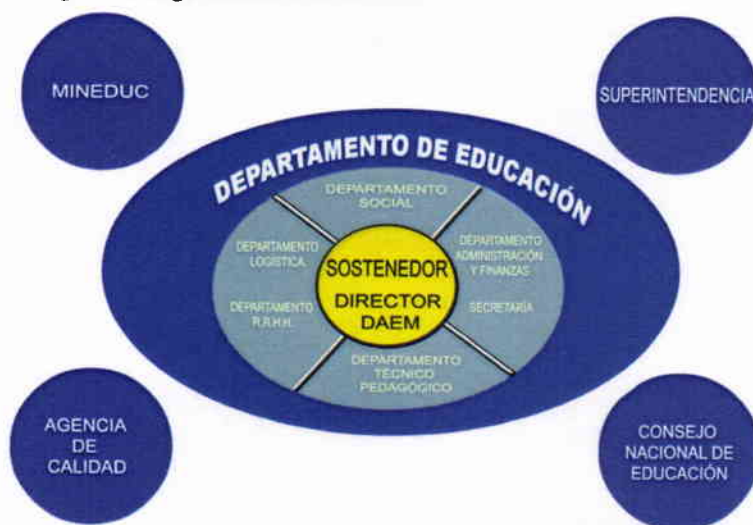 MINEDUC
SUPERINTENDENCIA
DEPARTAMENTO DE EDUCACIÓN
DEPARTAMENTO
SOCIAL
DEPARTAMENTO
LOGÍSTICA
DEPARTAMENTO
ADMINISTRACIÓN
Y FINANZAS
SOSTENEDOR
DIRECTOR
DAEM
DEPARTAMENTO
R.R.H.H.
SECRETARÍA
DEPARTAMENTO
TÉCNICO
PEDAGÓGICO
AGENCIA
DE
CALIDAD
CONSEJO
NACIONAL DE
EDUCACIÓN